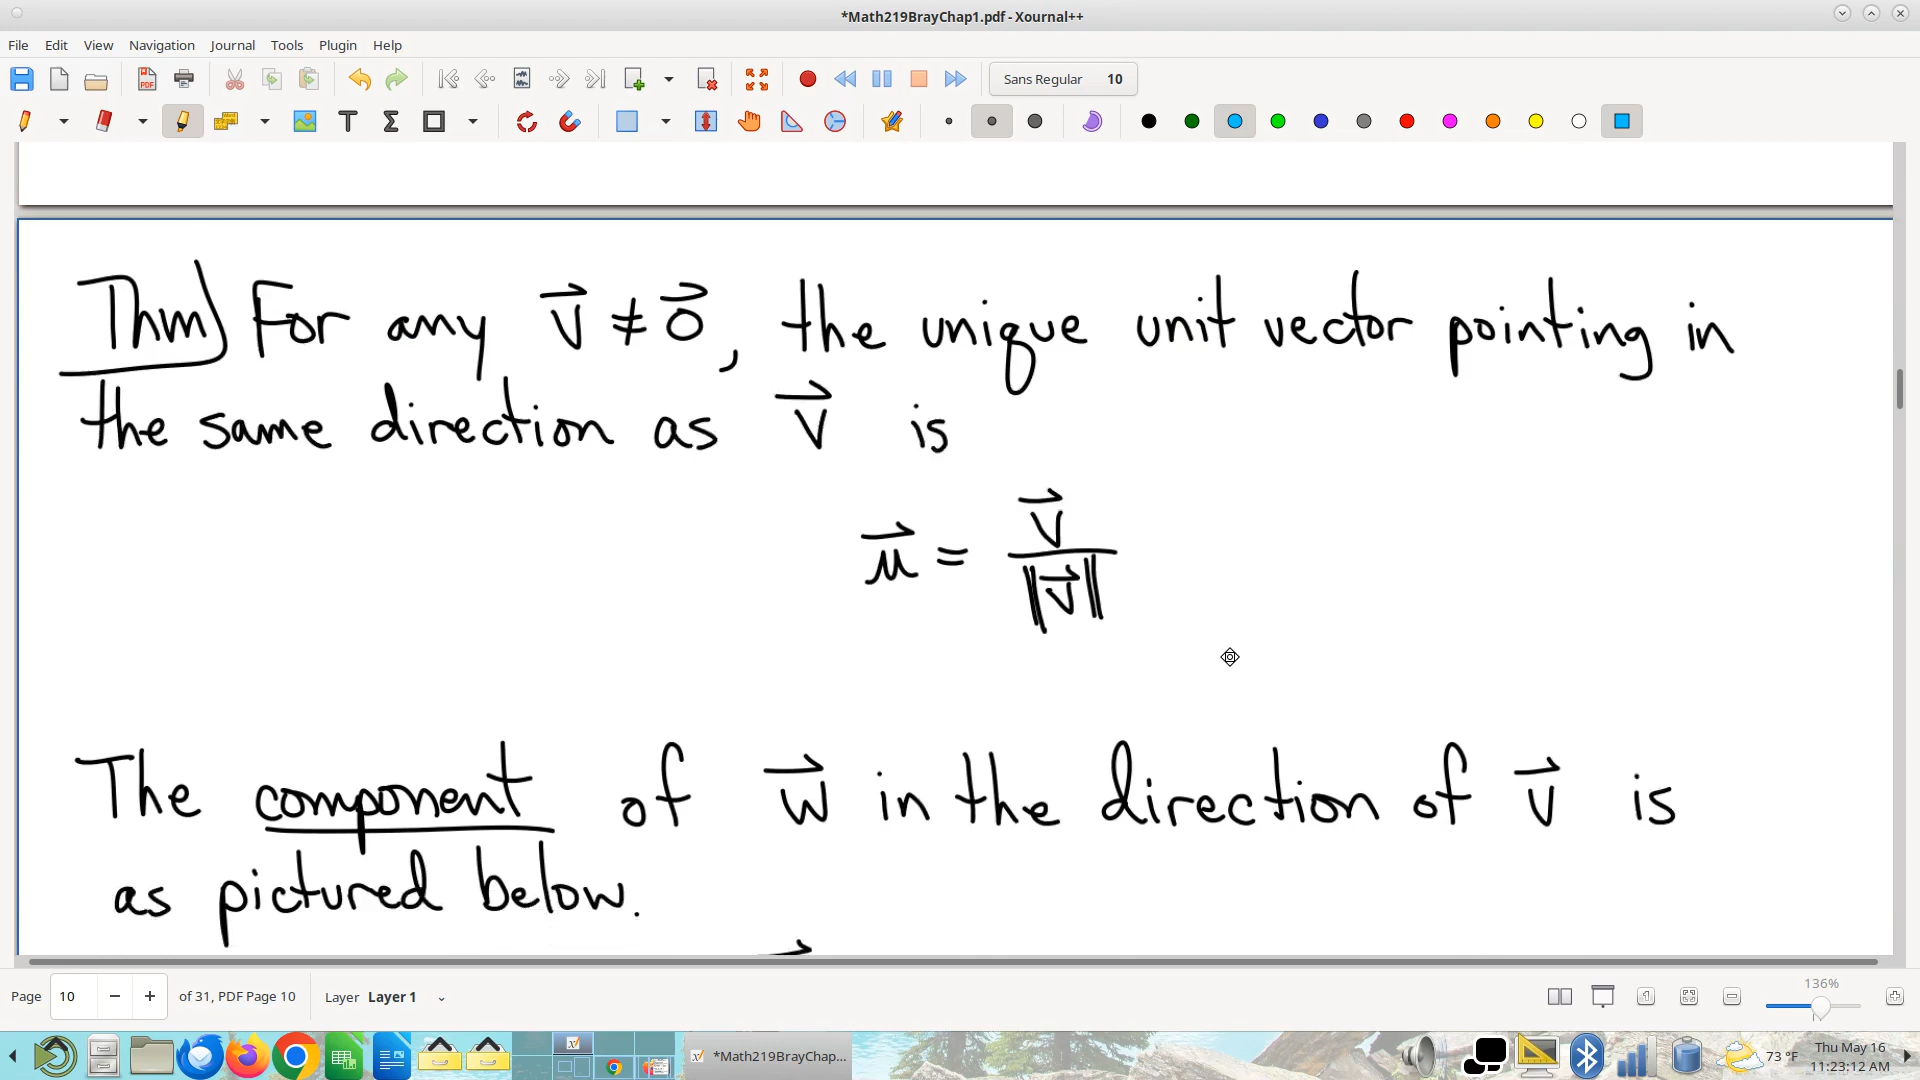 *Math219BrayChap1.pdf - Xournal++
File Edit View Navigation Journal Tools Plugin Help
Sans Regular 10
Thm) For any v⃗ ≠ 0⃗, the unique unit vector pointing in
the same direction as v⃗ is
u⃗ = v⃗ / ‖v⃗‖
The component of w⃗ in the direction of v⃗ is
as pictured below.
Page 10 of 31, PDF Page 10 Layer Layer 1 136%
*Math219BrayChap... 73 °F Thu May 16
11:23:12 AM